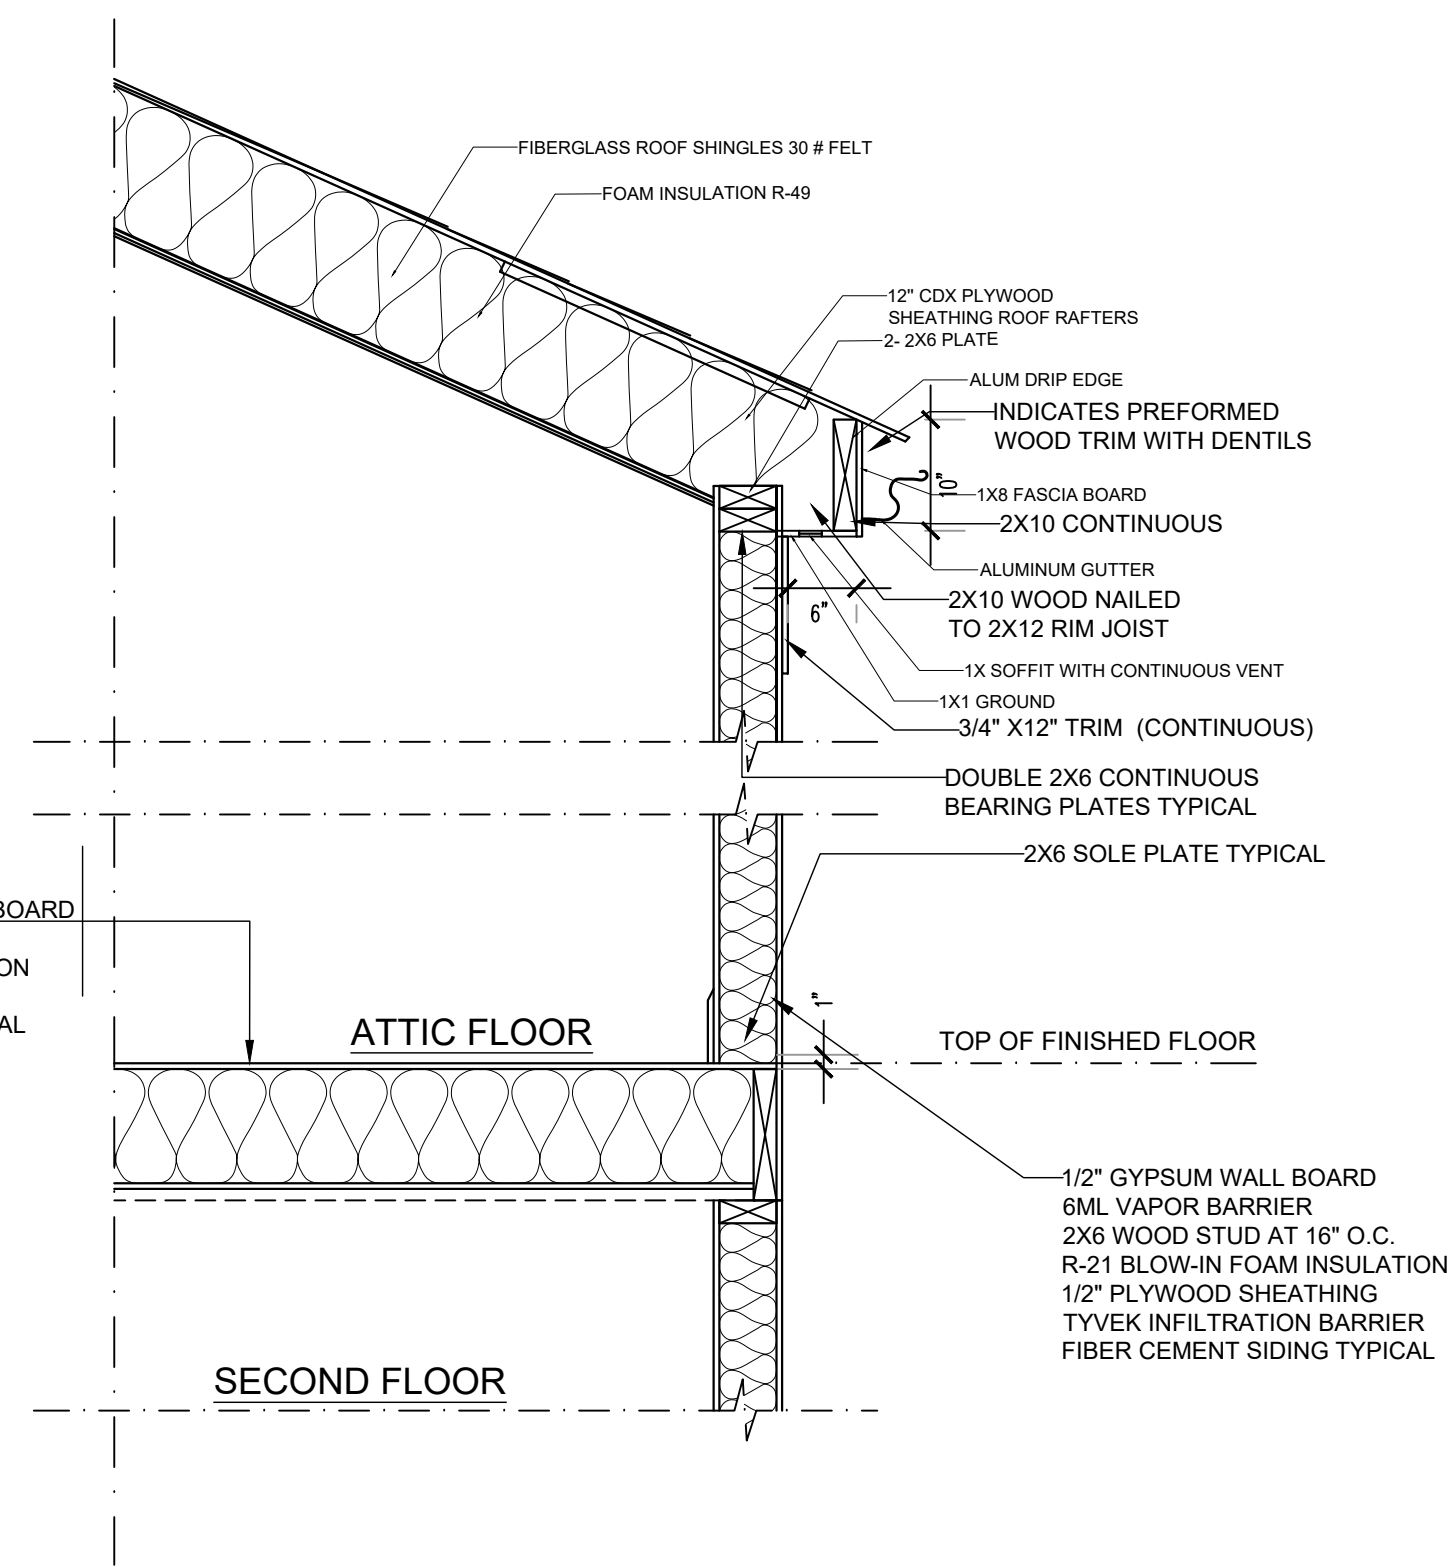 FIBERGLASS ROOF SHINGLES 30 # FELT
FOAM INSULATION R-49
12" CDX PLYWOOD
SHEATHING ROOF RAFTERS
2- 2X6 PLATE
ALUM DRIP EDGE
INDICATES PREFORMED
WOOD TRIM WITH DENTILS
10"
1X8 FASCIA BOARD
2X10 CONTINUOUS
ALUMINUM GUTTER
6"
2X10 WOOD NAILED
TO 2X12 RIM JOIST
1X SOFFIT WITH CONTINUOUS VENT
1X1 GROUND
3/4" X12" TRIM (CONTINUOUS)
DOUBLE 2X6 CONTINUOUS
BEARING PLATES TYPICAL
2X6 SOLE PLATE TYPICAL
BOARD
ON
AL
1"
ATTIC FLOOR
TOP OF FINISHED FLOOR
1/2" GYPSUM WALL BOARD
6ML VAPOR BARRIER
2X6 WOOD STUD AT 16" O.C.
R-21 BLOW-IN FOAM INSULATION
1/2" PLYWOOD SHEATHING
TYVEK INFILTRATION BARRIER
FIBER CEMENT SIDING TYPICAL
SECOND FLOOR